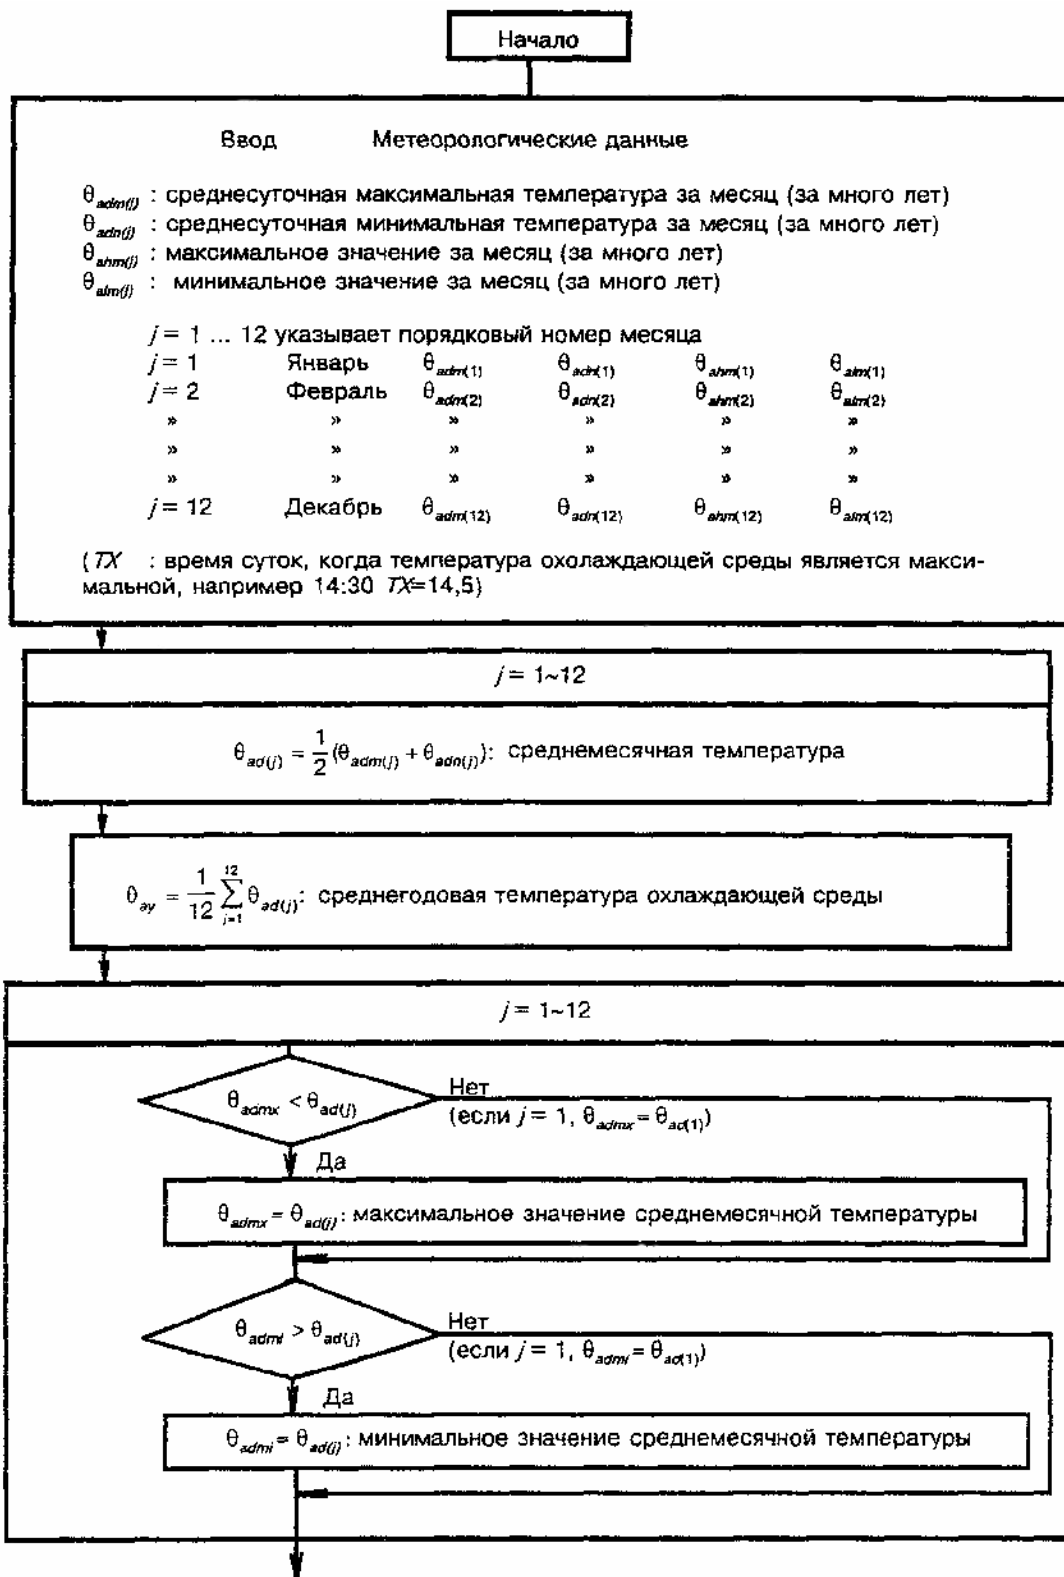 Начало
Ввод Метеорологические данные
θadm(j) : среднесуточная максимальная температура за месяц (за много лет)
θadn(j) : среднесуточная минимальная температура за месяц (за много лет)
θahm(j) : максимальное значение за месяц (за много лет)
θalm(j) : минимальное значение за месяц (за много лет)
j = 1 ... 12 указывает порядковый номер месяца
j = 1 Январь θadm(1) θadn(1) θahm(1) θalm(1)
j = 2 Февраль θadm(2) θadn(2) θahm(2) θalm(2)
» » » » » »
» » » » » »
» » » » » »
j = 12 Декабрь θadm(12) θadn(12) θahm(12) θalm(12)
(TX : время суток, когда температура охолаждающей среды является макси-
мальной, например 14:30 TX=14,5)
j = 1~12
θad(j) = 1/2 (θadm(j) + θadn(j)): среднемесячная температура
θay = 1/12 12∑j=1 θad(j): среднегодовая температура охлаждающей среды
j = 1~12
θadmx < θad(j)
Нет
(если j = 1, θadmx = θad(1))
Да
θadmx = θad(j): максимальное значение среднемесячной температуры
θadmi > θad(j)
Нет
(если j = 1, θadmi = θad(1))
Да
θadmi = θad(j): минимальное значение среднемесячной температуры